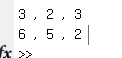 3 , 2 , 3
6 , 5 , 2
fx >>